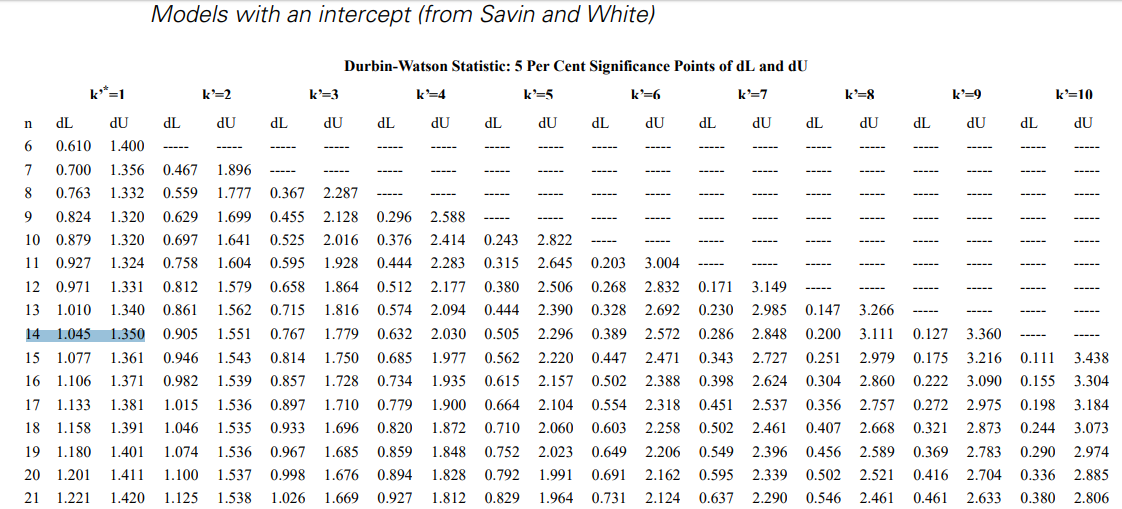 Models with an intercept (from Savin and White)
Durbin-Watson Statistic: 5 Per Cent Significance Points of dL and dU
k’*=1 k’=2 k’=3 k’=4 k’=5 k’=6 k’=7 k’=8 k’=9 k’=10
n dL dU dL dU dL dU dL dU dL dU dL dU dL dU dL dU dL dU dL dU
6 0.610 1.400 ----- ----- ----- ----- ----- ----- ----- ----- ----- ----- ----- ----- ----- ----- ----- ----- ----- -----
7 0.700 1.356 0.467 1.896 ----- ----- ----- ----- ----- ----- ----- ----- ----- ----- ----- ----- ----- ----- ----- -----
8 0.763 1.332 0.559 1.777 0.367 2.287 ----- ----- ----- ----- ----- ----- ----- ----- ----- ----- ----- ----- ----- -----
9 0.824 1.320 0.629 1.699 0.455 2.128 0.296 2.588 ----- ----- ----- ----- ----- ----- ----- ----- ----- ----- ----- -----
10 0.879 1.320 0.697 1.641 0.525 2.016 0.376 2.414 0.243 2.822 ----- ----- ----- ----- ----- ----- ----- ----- ----- -----
11 0.927 1.324 0.758 1.604 0.595 1.928 0.444 2.283 0.315 2.645 0.203 3.004 ----- ----- ----- ----- ----- ----- ----- -----
12 0.971 1.331 0.812 1.579 0.658 1.864 0.512 2.177 0.380 2.506 0.268 2.832 0.171 3.149 ----- ----- ----- ----- ----- -----
13 1.010 1.340 0.861 1.562 0.715 1.816 0.574 2.094 0.444 2.390 0.328 2.692 0.230 2.985 0.147 3.266 ----- ----- ----- -----
14 1.045 1.350 0.905 1.551 0.767 1.779 0.632 2.030 0.505 2.296 0.389 2.572 0.286 2.848 0.200 3.111 0.127 3.360 ----- -----
15 1.077 1.361 0.946 1.543 0.814 1.750 0.685 1.977 0.562 2.220 0.447 2.471 0.343 2.727 0.251 2.979 0.175 3.216 0.111 3.438
16 1.106 1.371 0.982 1.539 0.857 1.728 0.734 1.935 0.615 2.157 0.502 2.388 0.398 2.624 0.304 2.860 0.222 3.090 0.155 3.304
17 1.133 1.381 1.015 1.536 0.897 1.710 0.779 1.900 0.664 2.104 0.554 2.318 0.451 2.537 0.356 2.757 0.272 2.975 0.198 3.184
18 1.158 1.391 1.046 1.535 0.933 1.696 0.820 1.872 0.710 2.060 0.603 2.258 0.502 2.461 0.407 2.668 0.321 2.873 0.244 3.073
19 1.180 1.401 1.074 1.536 0.967 1.685 0.859 1.848 0.752 2.023 0.649 2.206 0.549 2.396 0.456 2.589 0.369 2.783 0.290 2.974
20 1.201 1.411 1.100 1.537 0.998 1.676 0.894 1.828 0.792 1.991 0.691 2.162 0.595 2.339 0.502 2.521 0.416 2.704 0.336 2.885
21 1.221 1.420 1.125 1.538 1.026 1.669 0.927 1.812 0.829 1.964 0.731 2.124 0.637 2.290 0.546 2.461 0.461 2.633 0.380 2.806